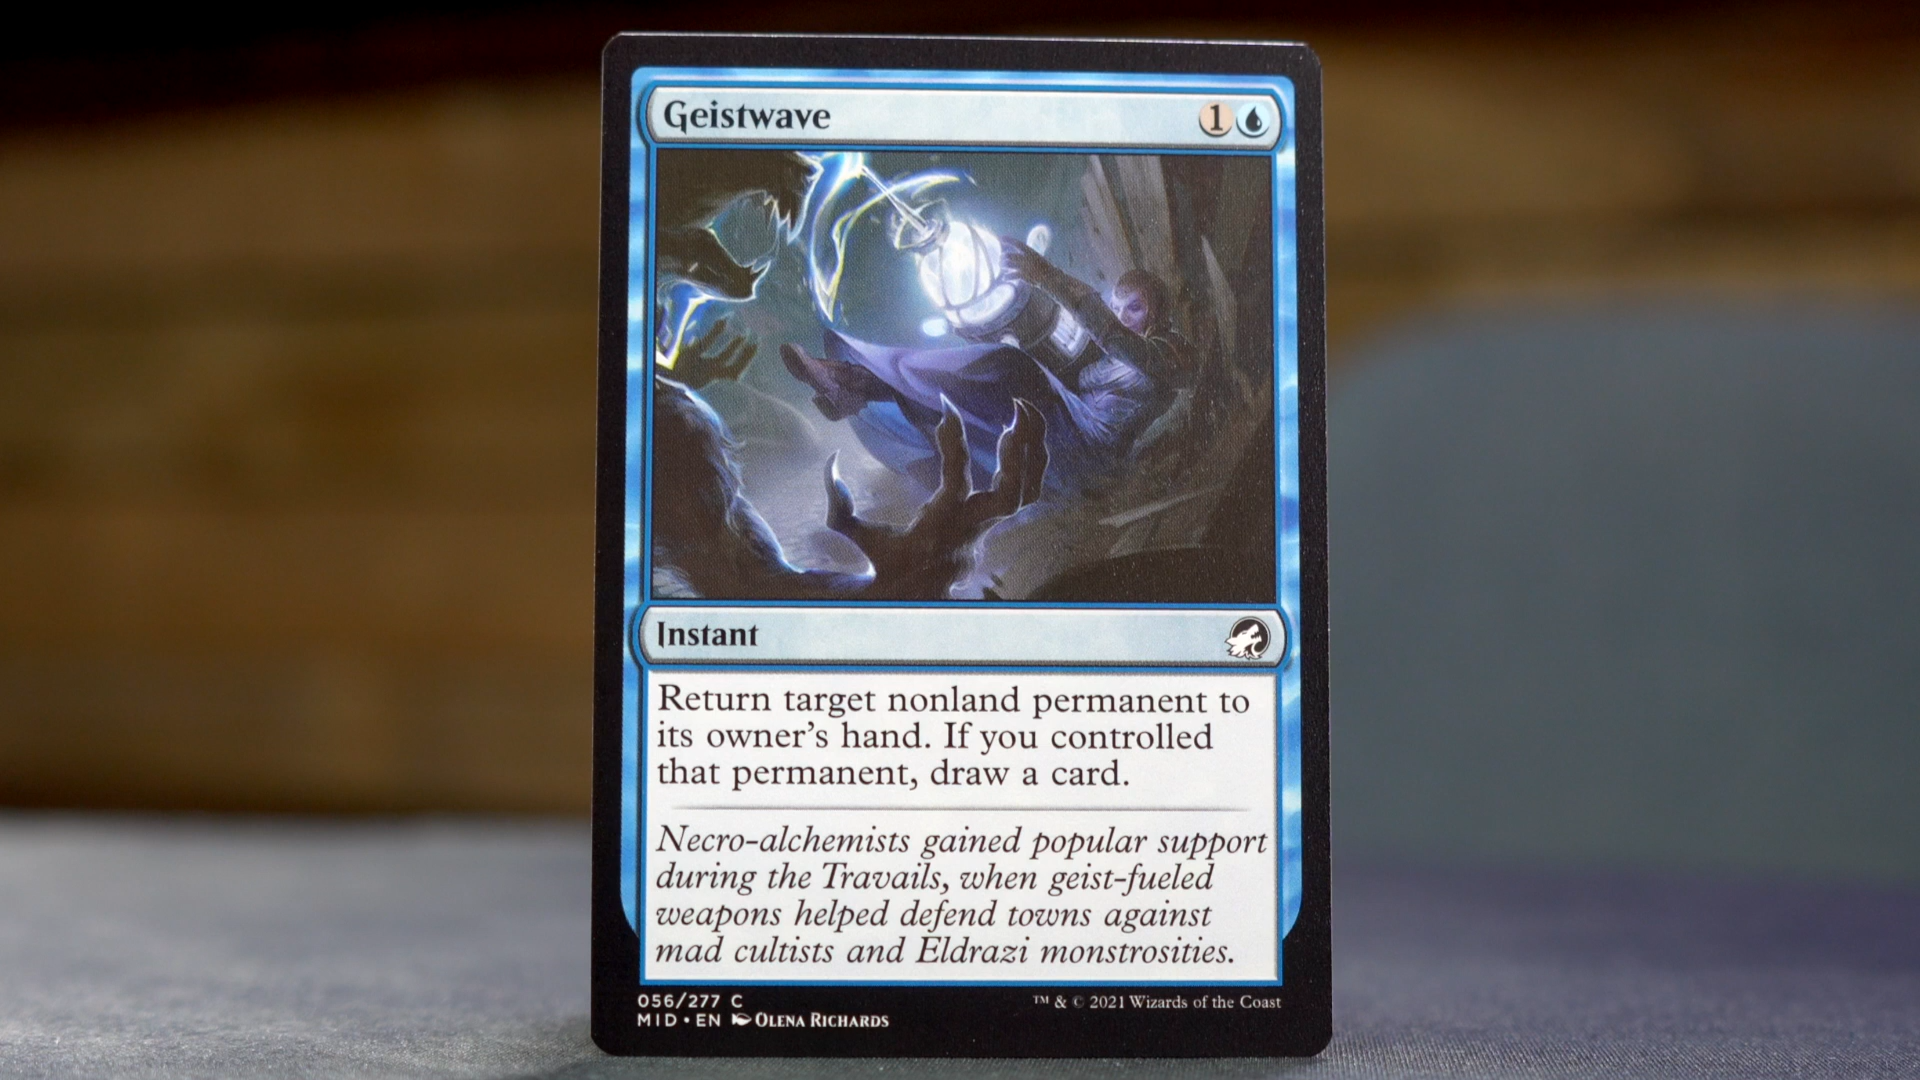 Geistwave 1
Instant
Return target nonland permanent to
its owner's hand. If you controlled
that permanent, draw a card.
Necro-alchemists gained popular support
during the Travails, when geist-fueled
weapons helped defend towns against
mad cultists and Eldrazi monstrosities.
056/277 C
MID • EN OLENA RICHARDS
™ & © 2021 Wizards of the Coast